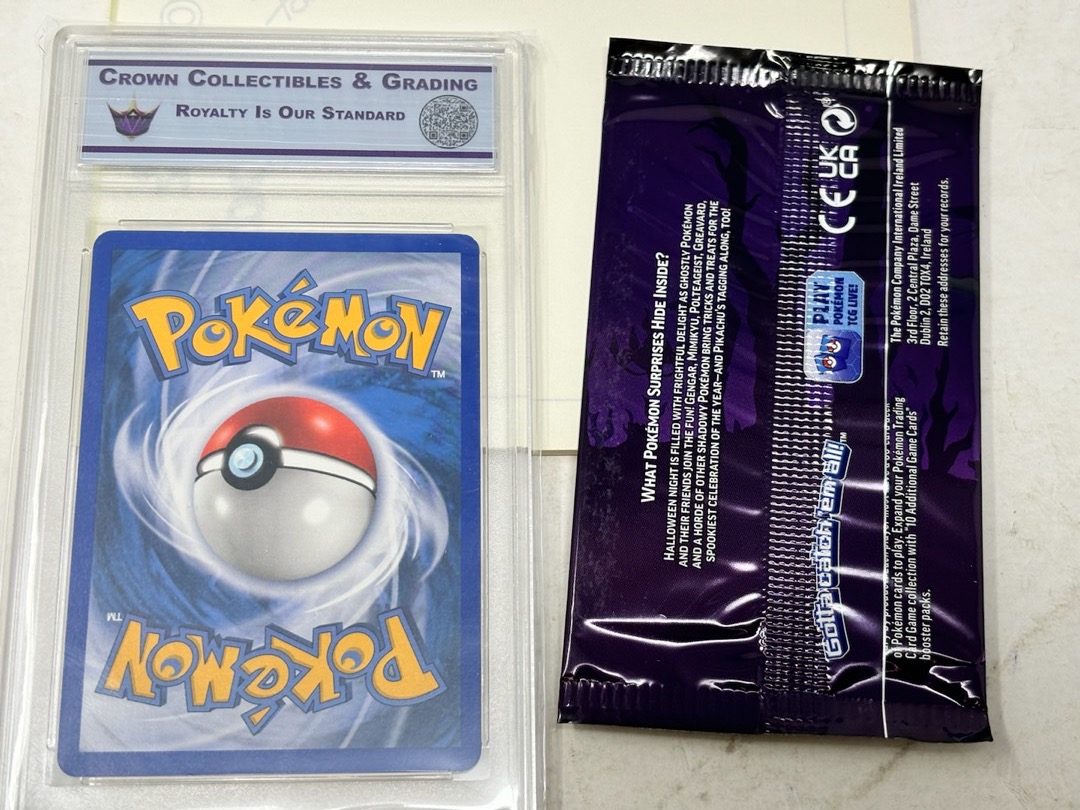 CROWN COLLECTIBLES & GRADING
ROYALTY IS OUR STANDARD
POKéMON
TM
TM
POKéMON
WHAT POKÉMON SURPRISES HIDE INSIDE?
HALLOWEEN NIGHT IS FILLED WITH FRIGHTFUL DELIGHT AS GHOSTLY POKÉMON
AND THEIR FRIENDS JOIN THE FUN! GENGAR, MIMIKYU, POLTEAGEIST, GREAVARD,
AND A HORDE OF OTHER SHADOWY POKÉMON BRING TRICKS AND TREATS FOR THE
SPOOKIEST CELEBRATION OF THE YEAR—AND PIKACHU'S TAGGING ALONG, TOO!
Gotta catch 'em all!™
PLAY
POKÉMON
TCG LIVE!
CE UK
CA
of Pokémon cards to play. Expand your Pokémon Trading
Card Game collection with "10 Additional Game Cards"
booster packs.
The Pokémon Company International Ireland Limited
3rd Floor, 2 Central Plaza, Dame Street
Dublin 2, D02 T0X4, Ireland
Retain these addresses for your records.